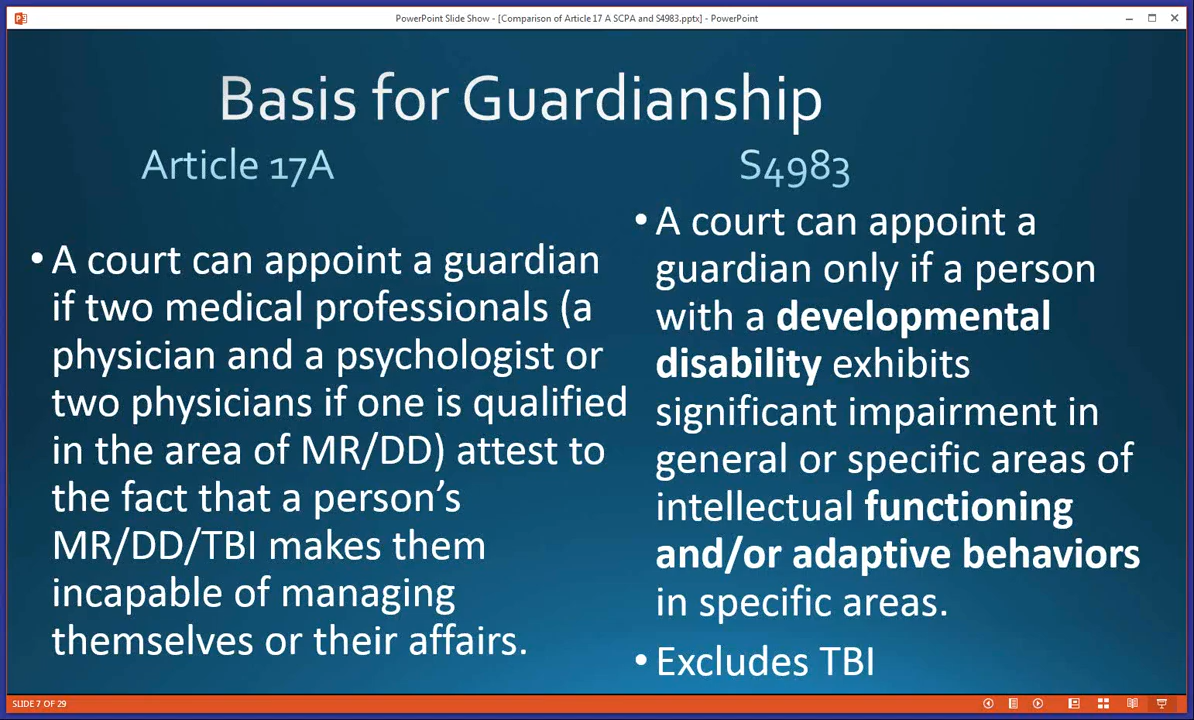 PowerPoint Slide Show - [Comparison of Article 17 A SCPA and S4983.pptx] - PowerPoint
Basis for Guardianship
Article 17A
• A court can appoint a guardian
if two medical professionals (a
physician and a psychologist or
two physicians if one is qualified
in the area of MR/DD) attest to
the fact that a person’s
MR/DD/TBI makes them
incapable of managing
themselves or their affairs.
S4983
• A court can appoint a
guardian only if a person
with a developmental
disability exhibits
significant impairment in
general or specific areas of
intellectual functioning
and/or adaptive behaviors
in specific areas.
• Excludes TBI
SLIDE 7 OF 29